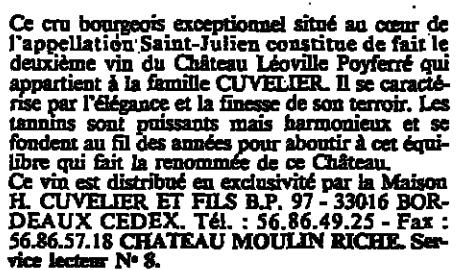 Ce cru bourgeois exceptionnel situé au cœur de
l'appellation Saint-Julien constitue de fait le
deuxième vin du Château Léoville Poyferré qui
appartient à la famille CUVELIER. Il se caracté-
rise par l'élégance et la finesse de son terroir. Les
tannins sont puissants mais harmonieux et se
fondent au fil des années pour aboutir à cet équi-
libre qui fait la renommée de ce Château.
Ce vin est distribué en exclusivité par la Maison
H. CUVELIER ET FILS B.P. 97 - 33016 BOR-
DEAUX CEDEX. Tél. : 56.86.49.25 - Fax :
56.86.57.18 CHATEAU MOULIN RICHE. Ser-
vice lecteur N° 8.